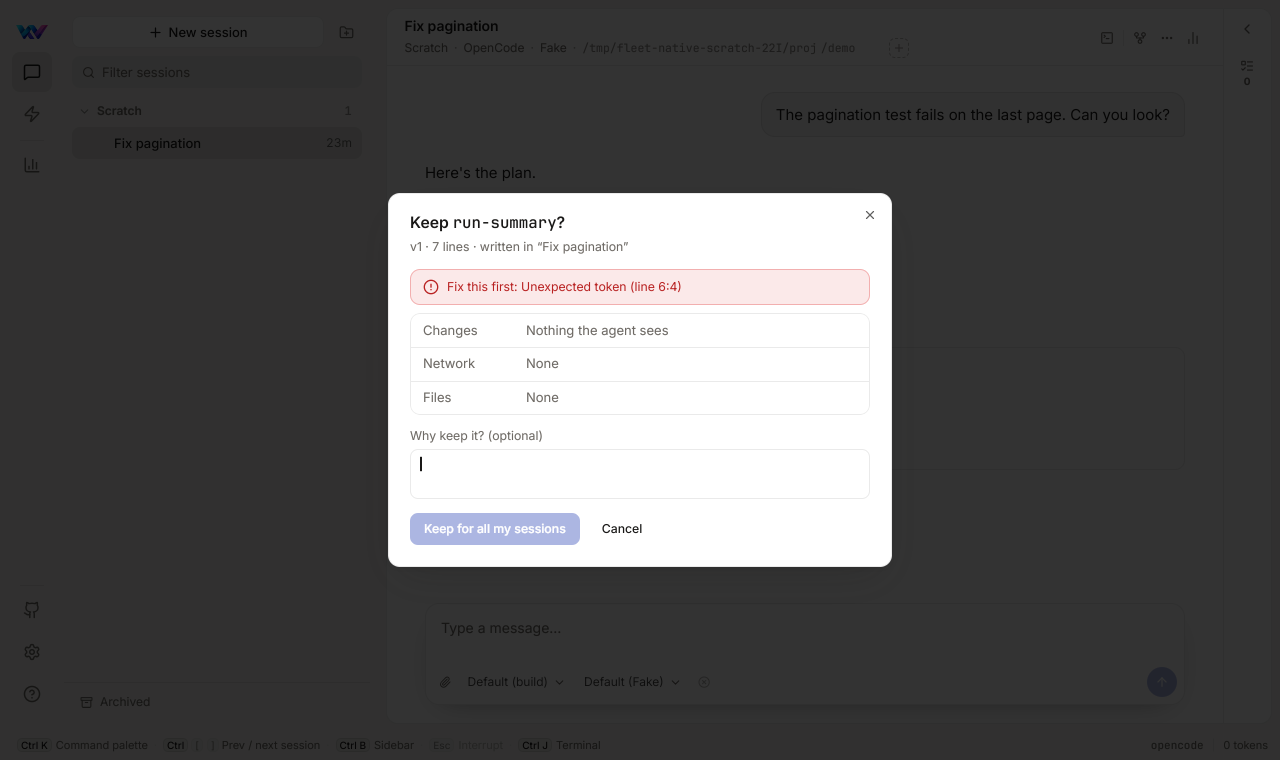 New session
Filter sessions
Scratch 1
Fix pagination 23m
Archived
Fix pagination
Scratch · OpenCode · Fake · /tmp/fleet-native-scratch-22I/proj/demo
0
The pagination test fails on the last page. Can you look?
Here's the plan.
Keep run-summary?
v1 · 7 lines · written in “Fix pagination”
Fix this first: Unexpected token (line 6:4)
Changes Nothing the agent sees
Network None
Files None
Why keep it? (optional)
Keep for all my sessions Cancel
Type a message...
Default (build) Default (Fake)
Ctrl K Command palette Ctrl [ ] Prev / next session Ctrl B Sidebar Esc Interrupt Ctrl J Terminal opencode 0 tokens